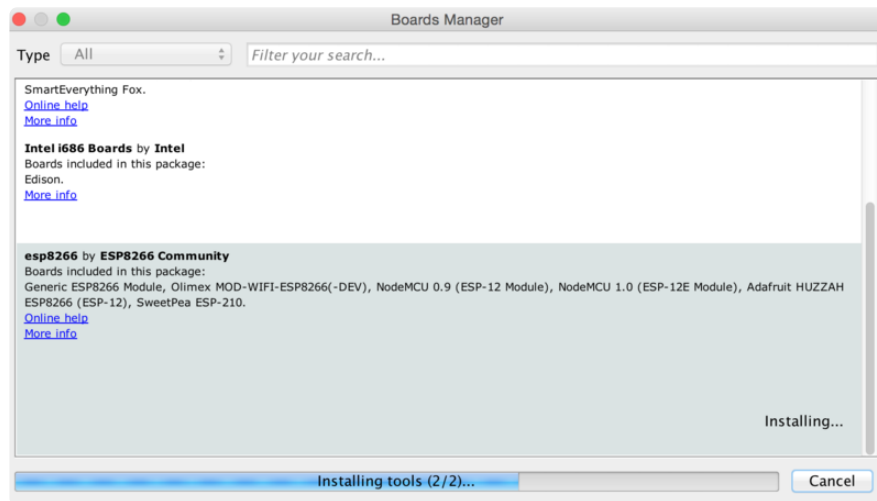 Boards Manager
Type All Filter your search...
SmartEverything Fox.
Online help
More info
Intel i686 Boards by Intel
Boards included in this package:
Edison.
More info
esp8266 by ESP8266 Community
Boards included in this package:
Generic ESP8266 Module, Olimex MOD-WIFI-ESP8266(-DEV), NodeMCU 0.9 (ESP-12 Module), NodeMCU 1.0 (ESP-12E Module), Adafruit HUZZAH
ESP8266 (ESP-12), SweetPea ESP-210.
Online help
More info
Installing...
Installing tools (2/2)...
Cancel